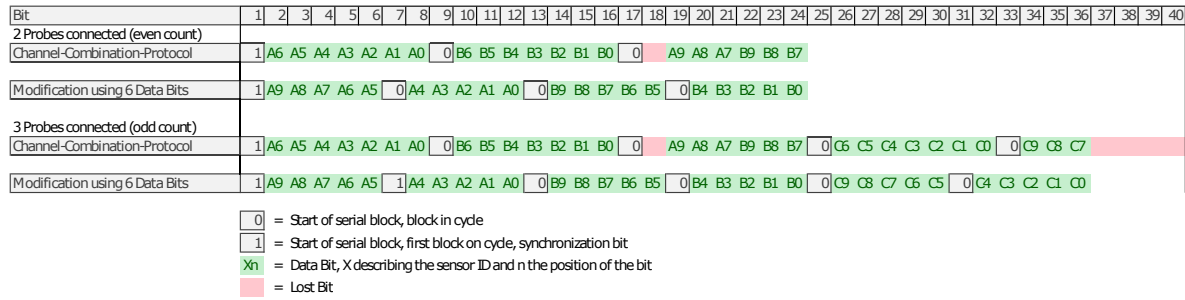 Bit 1 2 3 4 5 6 7 8 9 10 11 12 13 14 15 16 17 18 19 20 21 22 23 24 25 26 27 28 29 30 31 32 33 34 35 36 37 38 39 40
2 Probes connected (even count)
Channel-Combination-Protocol 1 A6 A5 A4 A3 A2 A1 A0 0 B6 B5 B4 B3 B2 B1 B0 0 A9 A8 A7 B9 B8 B7
Modification using 6 Data Bits 1 A9 A8 A7 A6 A5 0 A4 A3 A2 A1 A0 0 B9 B8 B7 B6 B5 0 B4 B3 B2 B1 B0
3 Probes connected (odd count)
Channel-Combination-Protocol 1 A6 A5 A4 A3 A2 A1 A0 0 B6 B5 B4 B3 B2 B1 B0 0 A9 A8 A7 B9 B8 B7 0 C6 C5 C4 C3 C2 C1 C0 0 C9 C8 C7
Modification using 6 Data Bits 1 A9 A8 A7 A6 A5 1 A4 A3 A2 A1 A0 0 B9 B8 B7 B6 B5 0 B4 B3 B2 B1 B0 0 C9 C8 C7 C6 C5 0 C4 C3 C2 C1 C0
0 = Start of serial block, block in cycle
1 = Start of serial block, first block on cycle, synchronization bit
Xn = Data Bit, X describing the sensor ID and n the position of the bit
= Lost Bit